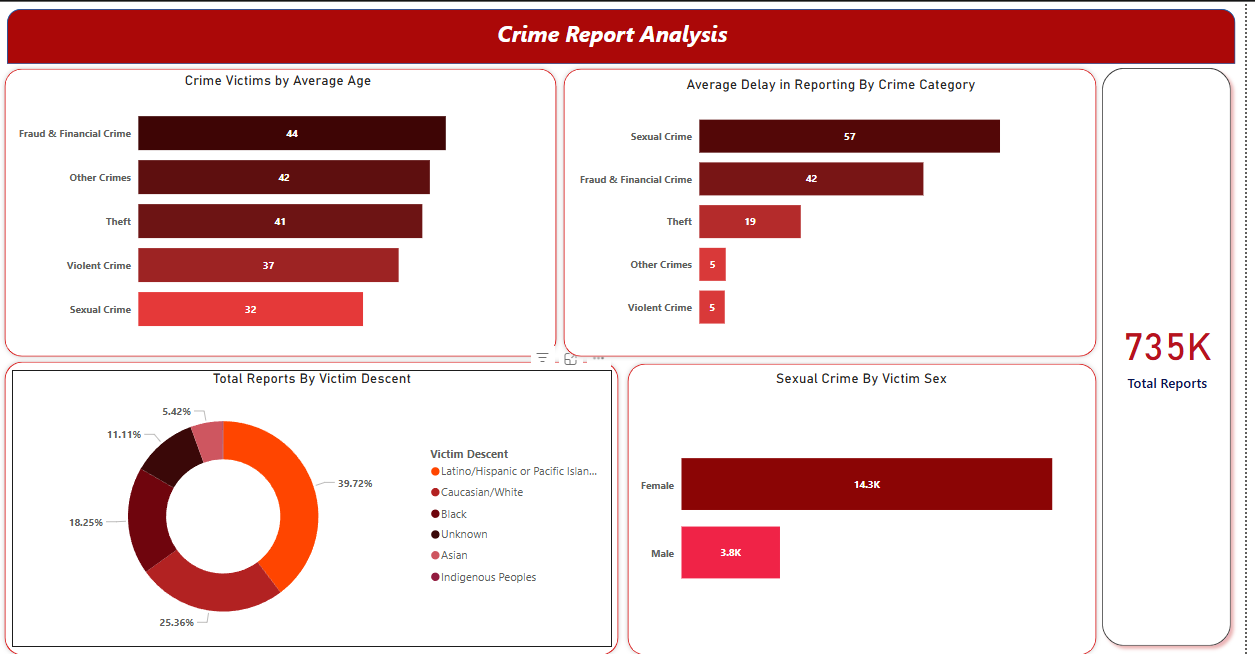 Crime Report Analysis
Crime Victims by Average Age
Fraud & Financial Crime 44
Other Crimes 42
Theft 41
Violent Crime 37
Sexual Crime 32
Average Delay in Reporting By Crime Category
Sexual Crime 57
Fraud & Financial Crime 42
Theft 19
Other Crimes 5
Violent Crime 5
735K
Total Reports
Total Reports By Victim Descent
5.42%
11.11%
39.72%
18.25%
25.36%
Victim Descent
Latino/Hispanic or Pacific Islan...
Caucasian/White
Black
Unknown
Asian
Indigenous Peoples
Sexual Crime By Victim Sex
Female 14.3K
Male 3.8K